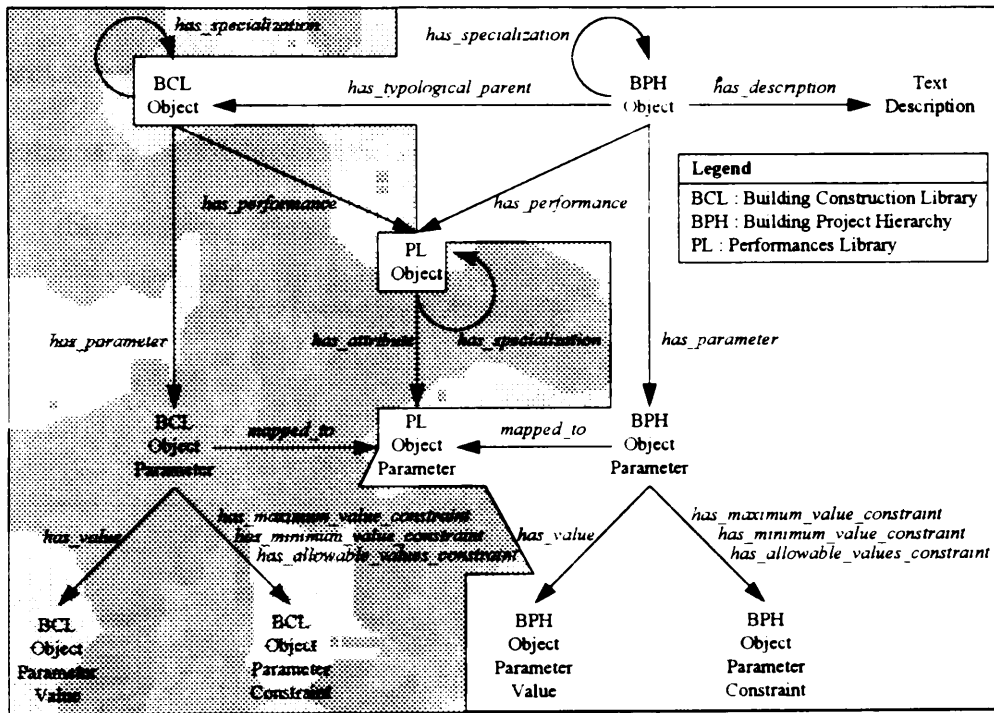 has_specialization
has_specialization
BCL
Object
has_typological_parent
BPH
Object
has_description
Text
Description
Legend
BCL : Building Construction Library
BPH : Building Project Hierarchy
PL : Performances Library
has_performance
has_performance
PL
Object
has_parameter
has_attribute
has_specialization
has_parameter
BCL
Object
Parameter
mapped_to
PL
Object
Parameter
mapped_to
BPH
Object
Parameter
has_value
has_maximum_value_constraint
has_minimum_value_constraint
has_allowable_values_constraint
has_value
has_maximum_value_constraint
has_minimum_value_constraint
has_allowable_values_constraint
BCL
Object
Parameter
Value
BCL
Object
Parameter
Constraint
BPH
Object
Parameter
Value
BPH
Object
Parameter
Constraint